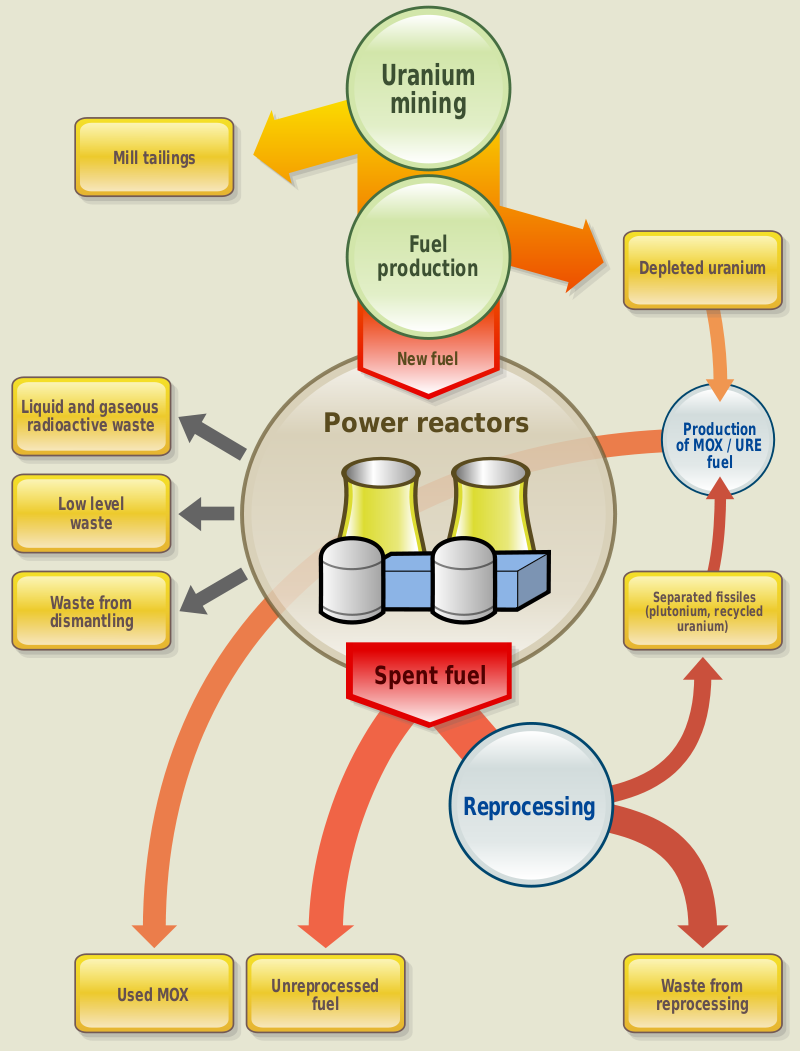 Uranium
mining
Mill tailings
Fuel
production
Depleted uranium
New fuel
Power reactors
Liquid and gaseous
radioactive waste
Production
of MOX / URE
fuel
Low level
waste
Waste from
dismantling
Separated fissiles
(plutonium, recycled
uranium)
Spent fuel
Reprocessing
Used MOX
Unreprocessed
fuel
Waste from
reprocessing